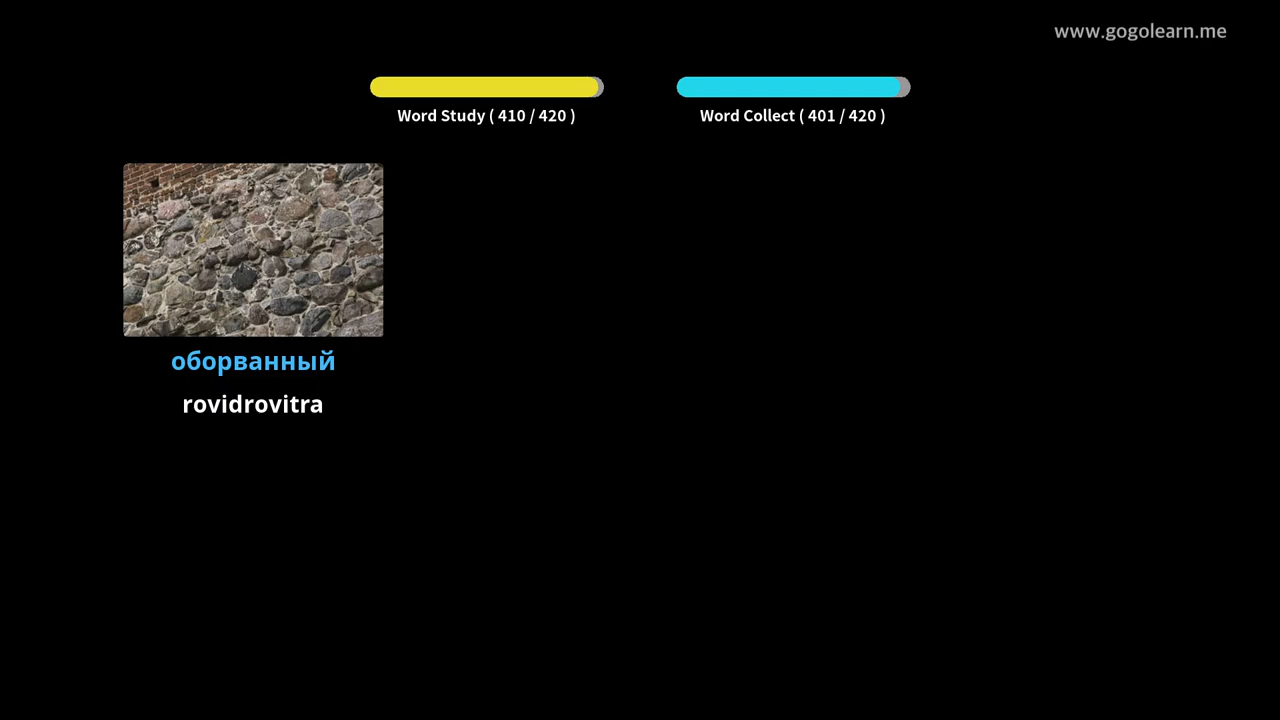 www.gogolearn.me
Word Study ( 410 / 420 )
Word Collect ( 401 / 420 )
оборванный
rovidrovitra